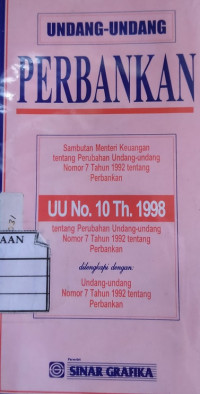 UNDANG-UNDANG
PERBANKAN
Sambutan Menteri Keuangan
tentang Perubahan Undang-undang
Nomor 7 Tahun 1992 tentang
Perbankan
UU No. 10 Th. 1998
tentang Perubahan Undang-undang
Nomor 7 Tahun 1992 tentang
Perbankan
dilengkapi dengan:
Undang-undang
Nomor 7 Tahun 1992 tentang
Perbankan
AAN
Penerbit
SINAR GRAFIKA